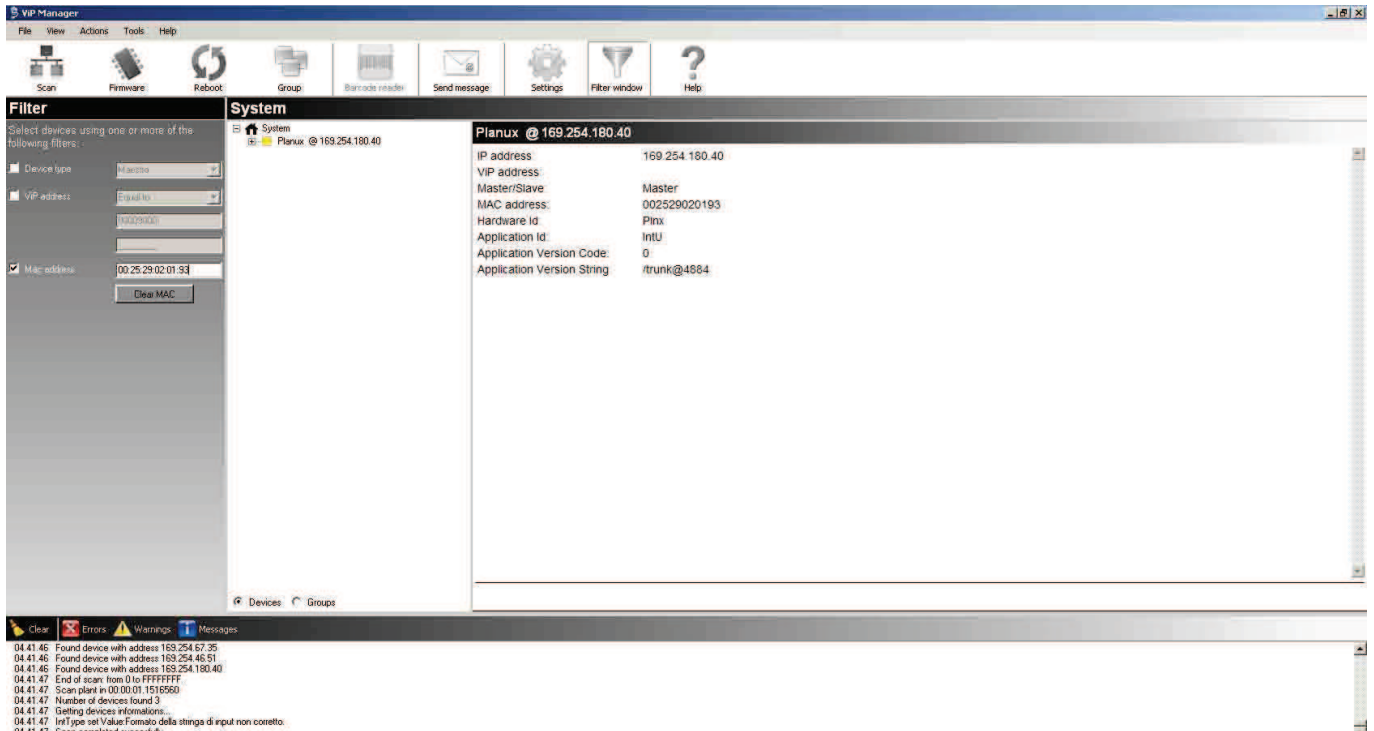 ViP Manager
File View Actions Tools Help
Scan Firmware Reboot Group Barcode reader Send message Settings Filter window Help
Filter
Select devices using one or more of the
following filters:
Device type Maestro
ViP address Equal to
Mac address 00:25:29:02:01:93
Clear MAC
System
System
Planux @ 169.254.180.40
Devices Groups
Planux @ 169.254.180.40
IP address 169.254.180.40
ViP address
Master/Slave Master
MAC address: 002529020193
Hardware Id Plnx
Application Id: IntU
Application Version Code: 0
Application Version String /trunk@4884
Clear Errors Warnings Messages
04.41.46 Found device with address 169.254.67.35
04.41.46 Found device with address 169.254.46.51
04.41.46 Found device with address 169.254.180.40
04.41.47 End of scan: from 0 to FFFFFFFF
04.41.47 Scan plant in 00:00:01.1516560
04.41.47 Number of devices found 3
04.41.47 Getting devices informations...
04.41.47 IntType set Value:Formato della stringa di input non corretto.